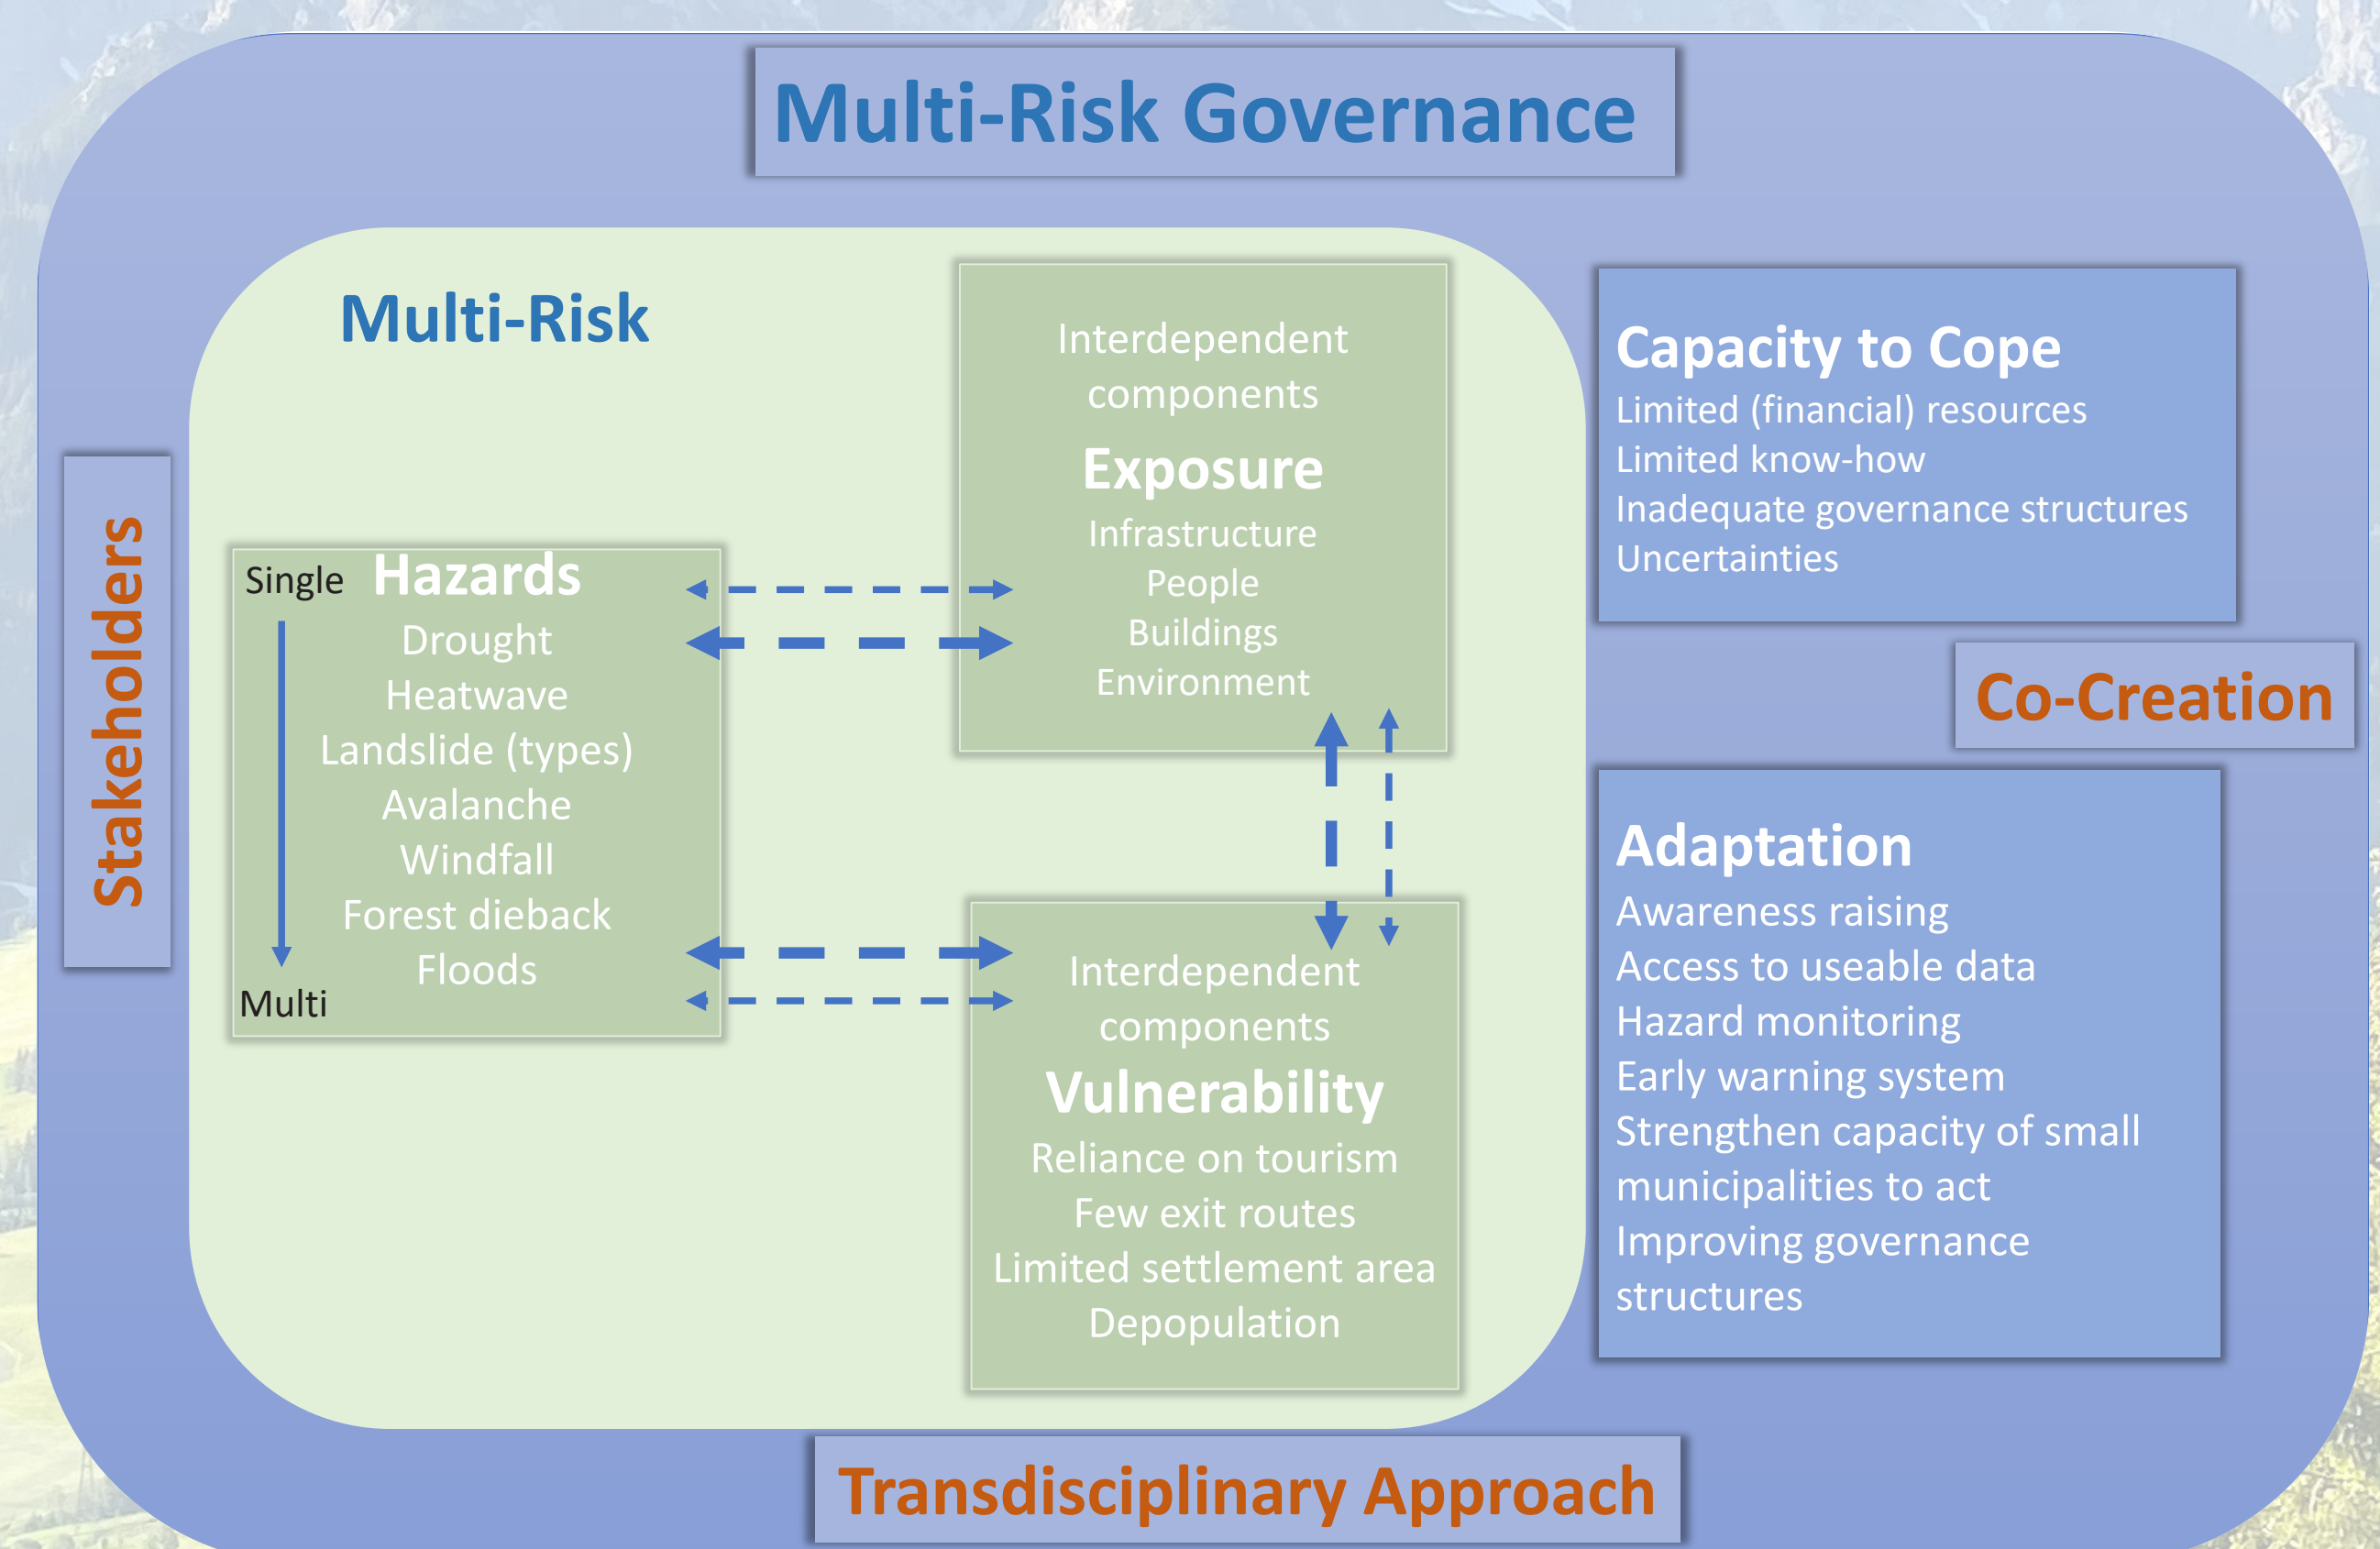 Multi-Risk Governance
Stakeholders
Multi-Risk
Single
Hazards
Drought
Heatwave
Landslide (types)
Avalanche
Windfall
Forest dieback
Floods
Multi
Interdependent
components
Exposure
Infrastructure
People
Buildings
Environment
Interdependent
components
Vulnerability
Reliance on tourism
Few exit routes
Limited settlement area
Depopulation
Capacity to Cope
Limited (financial) resources
Limited know-how
Inadequate governance structures
Uncertainties
Co-Creation
Adaptation
Awareness raising
Access to useable data
Hazard monitoring
Early warning system
Strengthen capacity of small
municipalities to act
Improving governance
structures
Transdisciplinary Approach